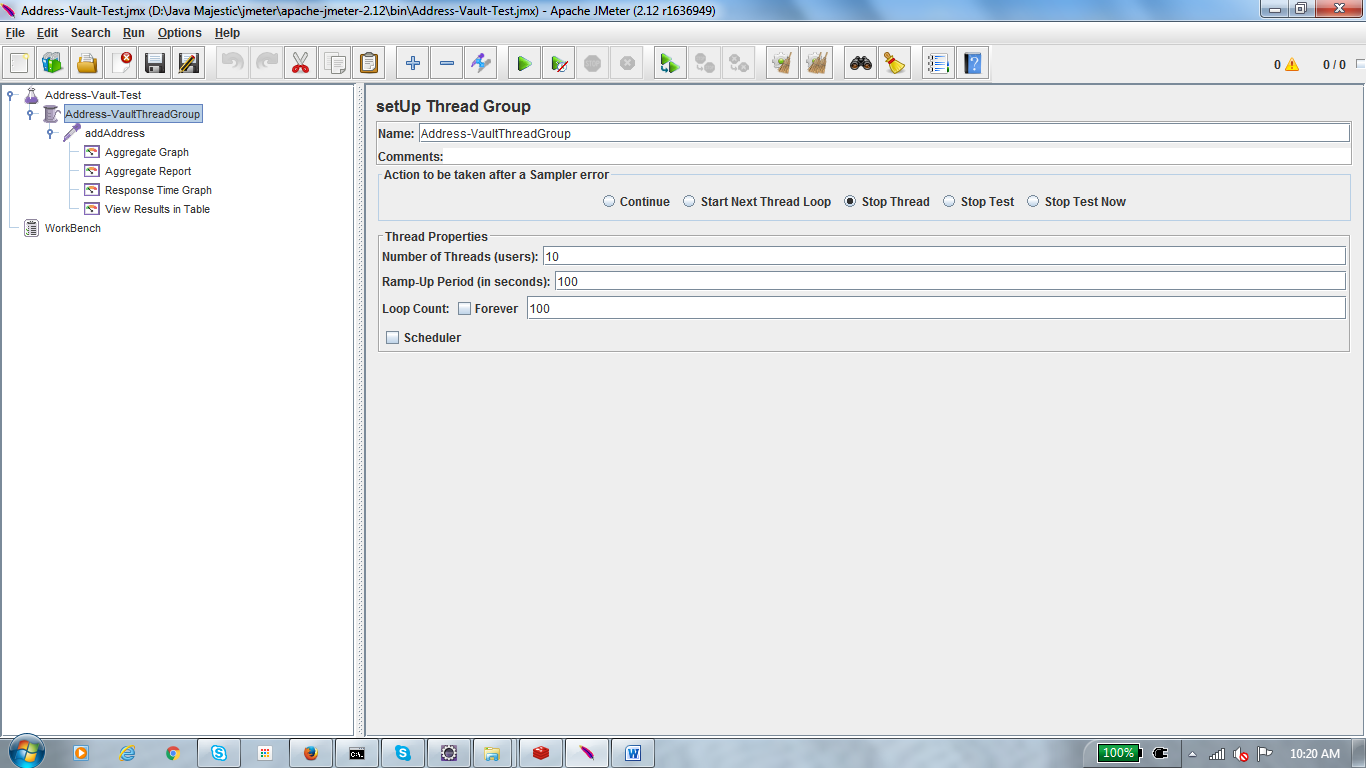 Address-Vault-Test.jmx (D:\Java Majestic\jmeter\apache-jmeter-2.12\bin\Address-Vault-Test.jmx) - Apache JMeter (2.12 r1636949)
File Edit Search Run Options Help
0 0 / 0
Address-Vault-Test
Address-VaultThreadGroup
addAddress
Aggregate Graph
Aggregate Report
Response Time Graph
View Results in Table
WorkBench
setUp Thread Group
Name: Address-VaultThreadGroup
Comments:
Action to be taken after a Sampler error
Continue Start Next Thread Loop Stop Thread Stop Test Stop Test Now
Thread Properties
Number of Threads (users): 10
Ramp-Up Period (in seconds): 100
Loop Count: Forever 100
Scheduler
100% 10:20 AM